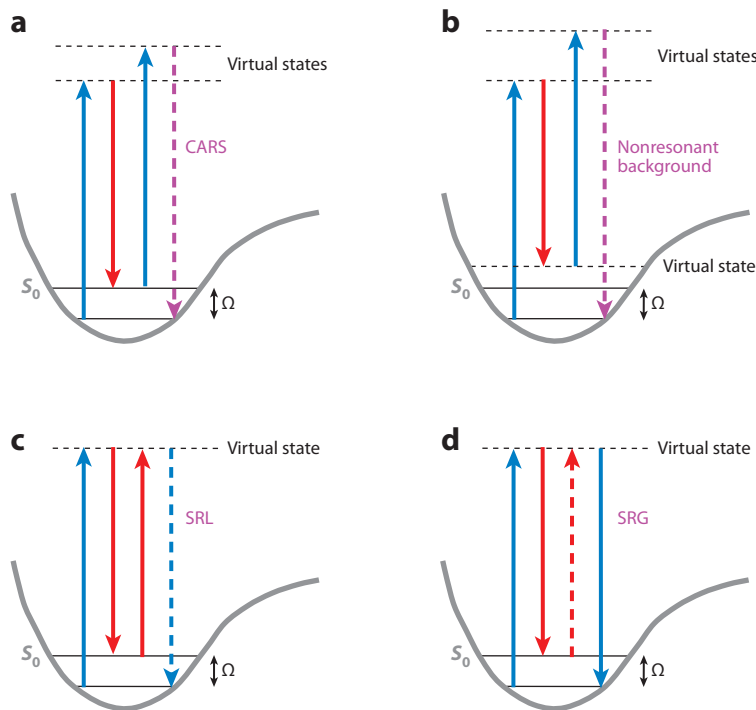 a
Virtual states
CARS
S0
Ω
b
Virtual states
Nonresonant
background
Virtual state
S0
Ω
c
Virtual state
SRL
S0
Ω
d
Virtual state
SRG
S0
Ω